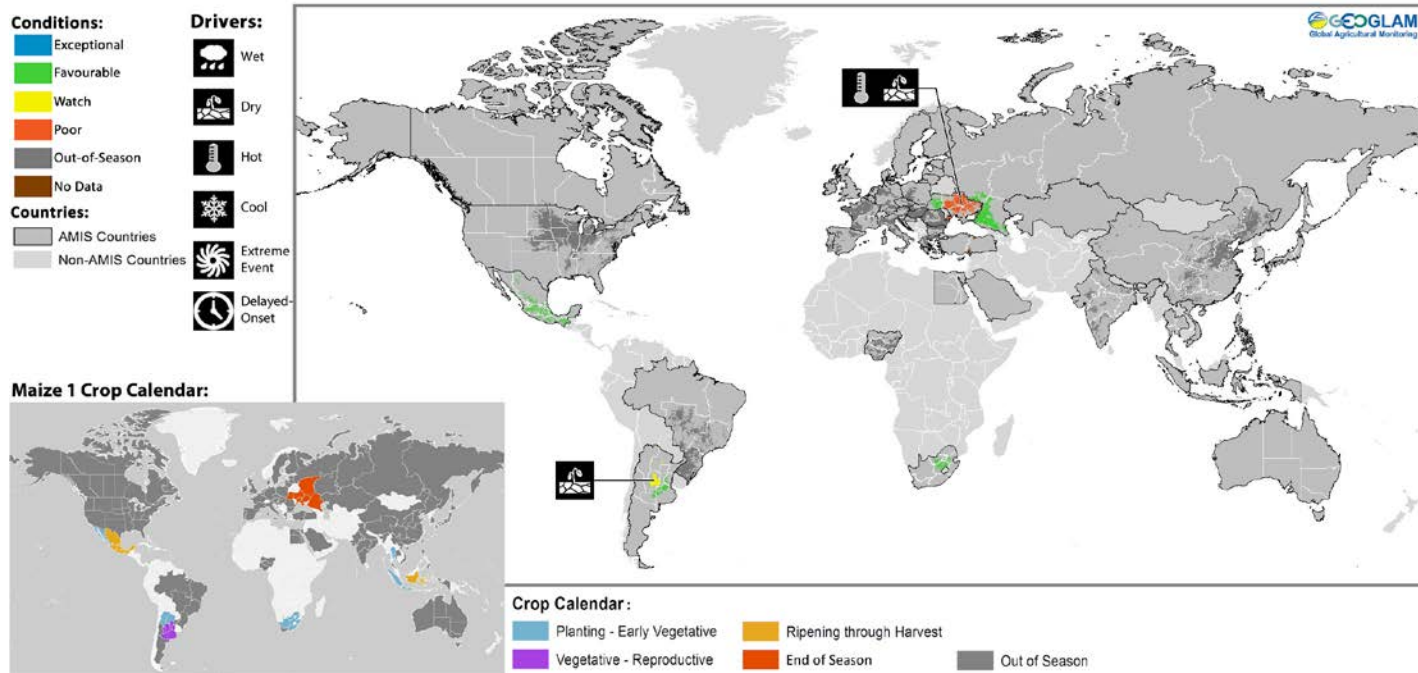 Conditions:
Exceptional
Favourable
Watch
Poor
Out-of-Season
No Data
Countries:
AMIS Countries
Non-AMIS Countries
Drivers:
Wet
Dry
Hot
Cool
Extreme
Event
Delayed-
Onset
GEOGLAM
Global Agricultural Monitoring
Maize 1 Crop Calendar:
Crop Calendar :
Planting - Early Vegetative
Ripening through Harvest
Vegetative - Reproductive
End of Season
Out of Season